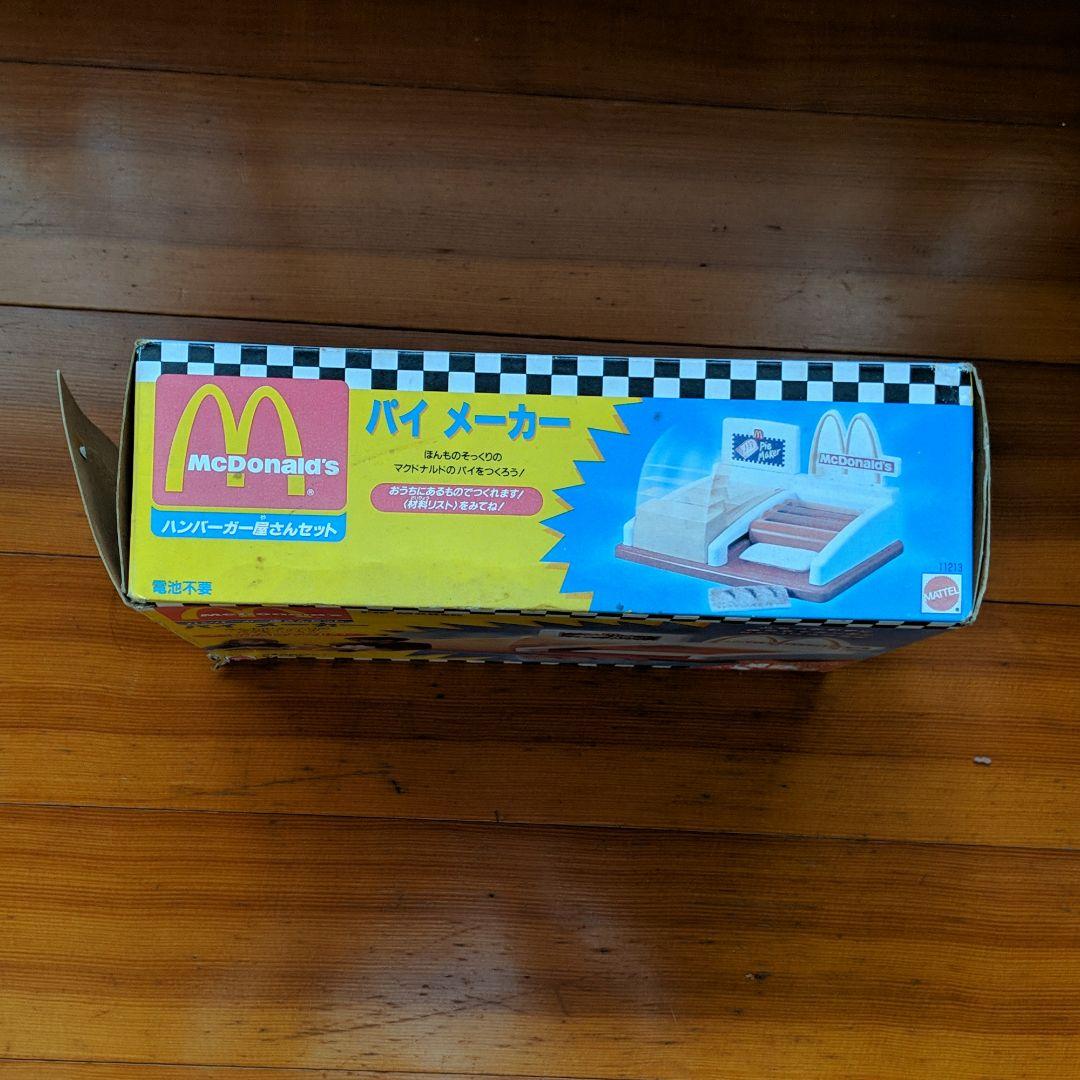 McDonald's
®
ハンバーガー屋さんセット
電池不要
パイ メーカー
ほんものそっくりの
マクドナルドのパイをつくろう!
おうちにあるものでつくれます!
(材料リスト)をみてね!
Pie
Maker
McDonald's
11213
MATTEL